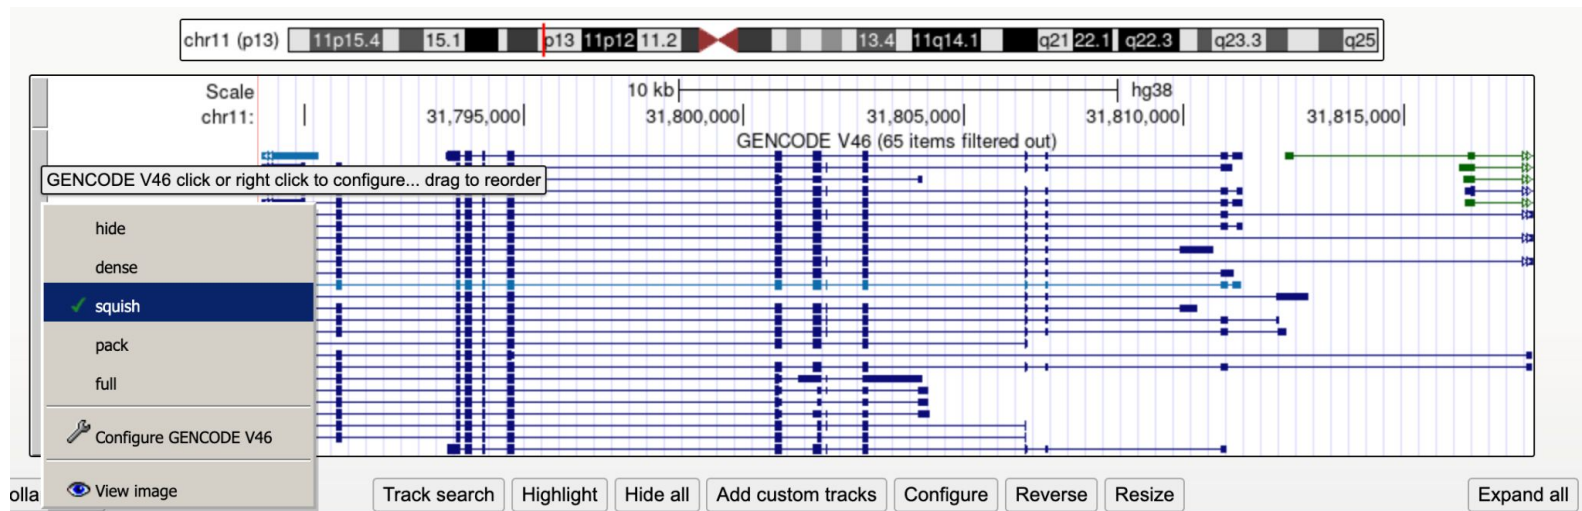 chr11 (p13) 11p15.4 15.1 p13 11p12 11.2 13.4 11q14.1 q21 22.1 q22.3 q23.3 q25
Scale 10 kb hg38
chr11: 31,795,000 31,800,000 31,805,000 31,810,000 31,815,000
GENCODE V46 (65 items filtered out)
GENCODE V46 click or right click to configure... drag to reorder
hide
dense
squish
pack
full
Configure GENCODE V46
View image
olla Track search Highlight Hide all Add custom tracks Configure Reverse Resize Expand all